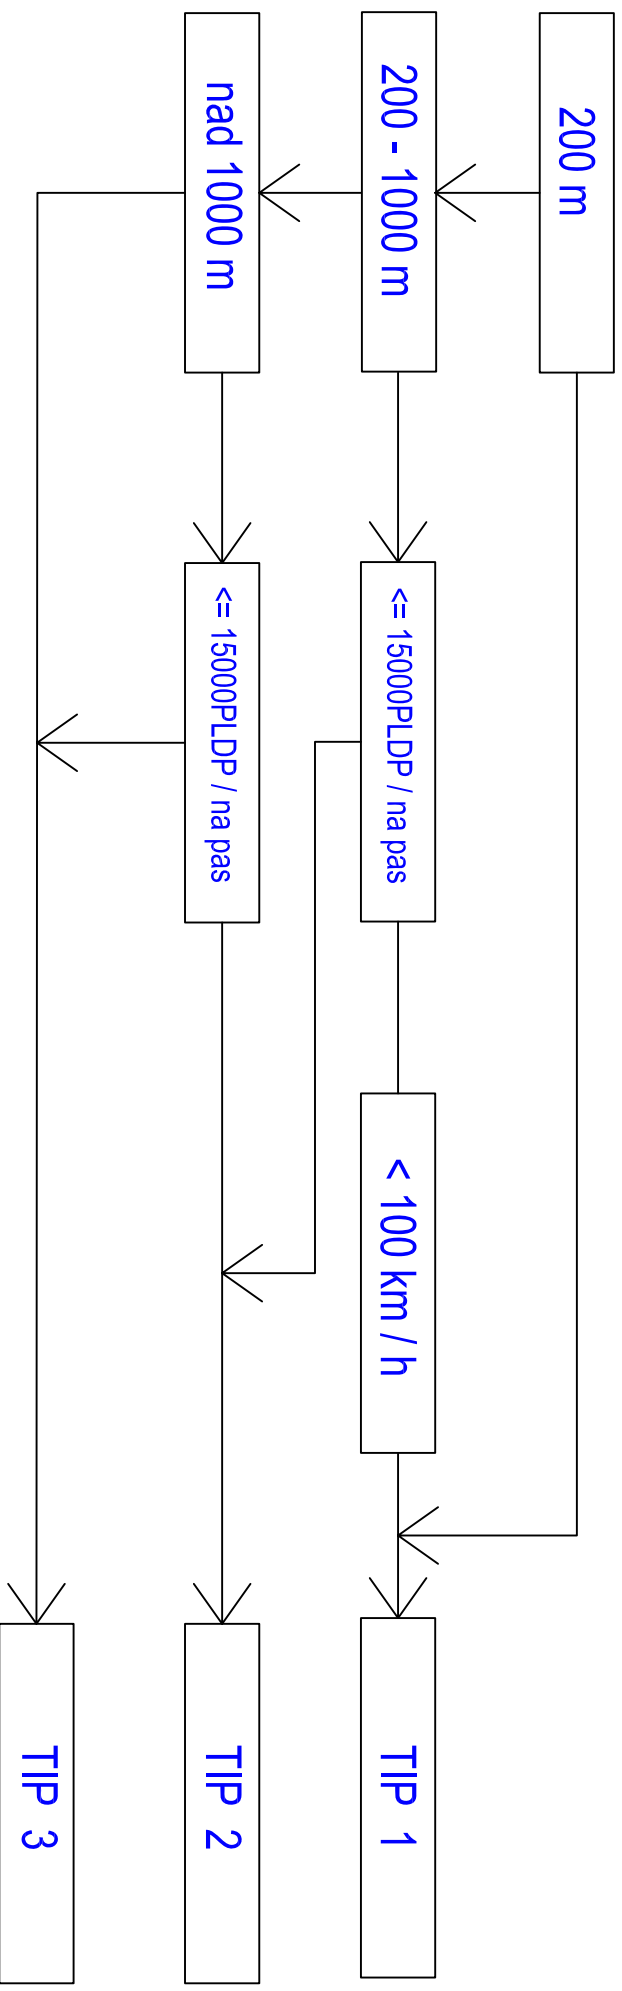 200 m
200 - 1000 m
<= 15000PLDP / na pas
< 100 km / h
TIP 1
nad 1000 m
<= 15000PLDP / na pas
TIP 2
TIP 3